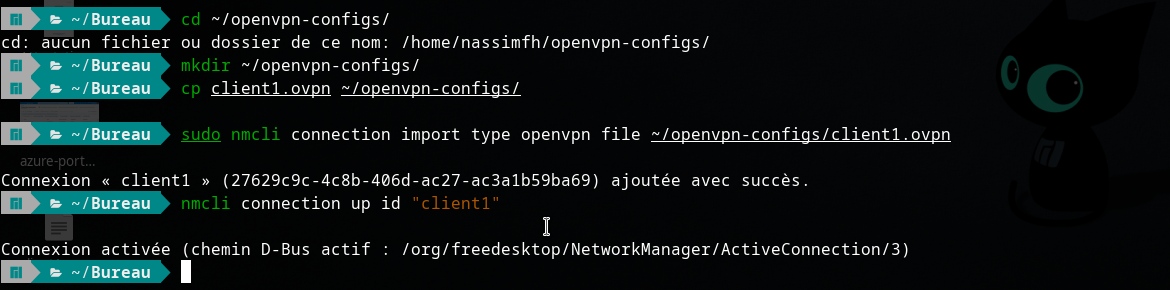 ~/Bureau cd ~/openvpn-configs/
cd: aucun fichier ou dossier de ce nom: /home/nassimfh/openvpn-configs/
~/Bureau mkdir ~/openvpn-configs/
~/Bureau cp client1.ovpn ~/openvpn-configs/
~/Bureau sudo nmcli connection import type openvpn file ~/openvpn-configs/client1.ovpn
azure-port...
Connexion « client1 » (27629c9c-4c8b-406d-ac27-ac3a1b59ba69) ajoutée avec succès.
~/Bureau nmcli connection up id "client1"
Connexion activée (chemin D-Bus actif : /org/freedesktop/NetworkManager/ActiveConnection/3)
~/Bureau